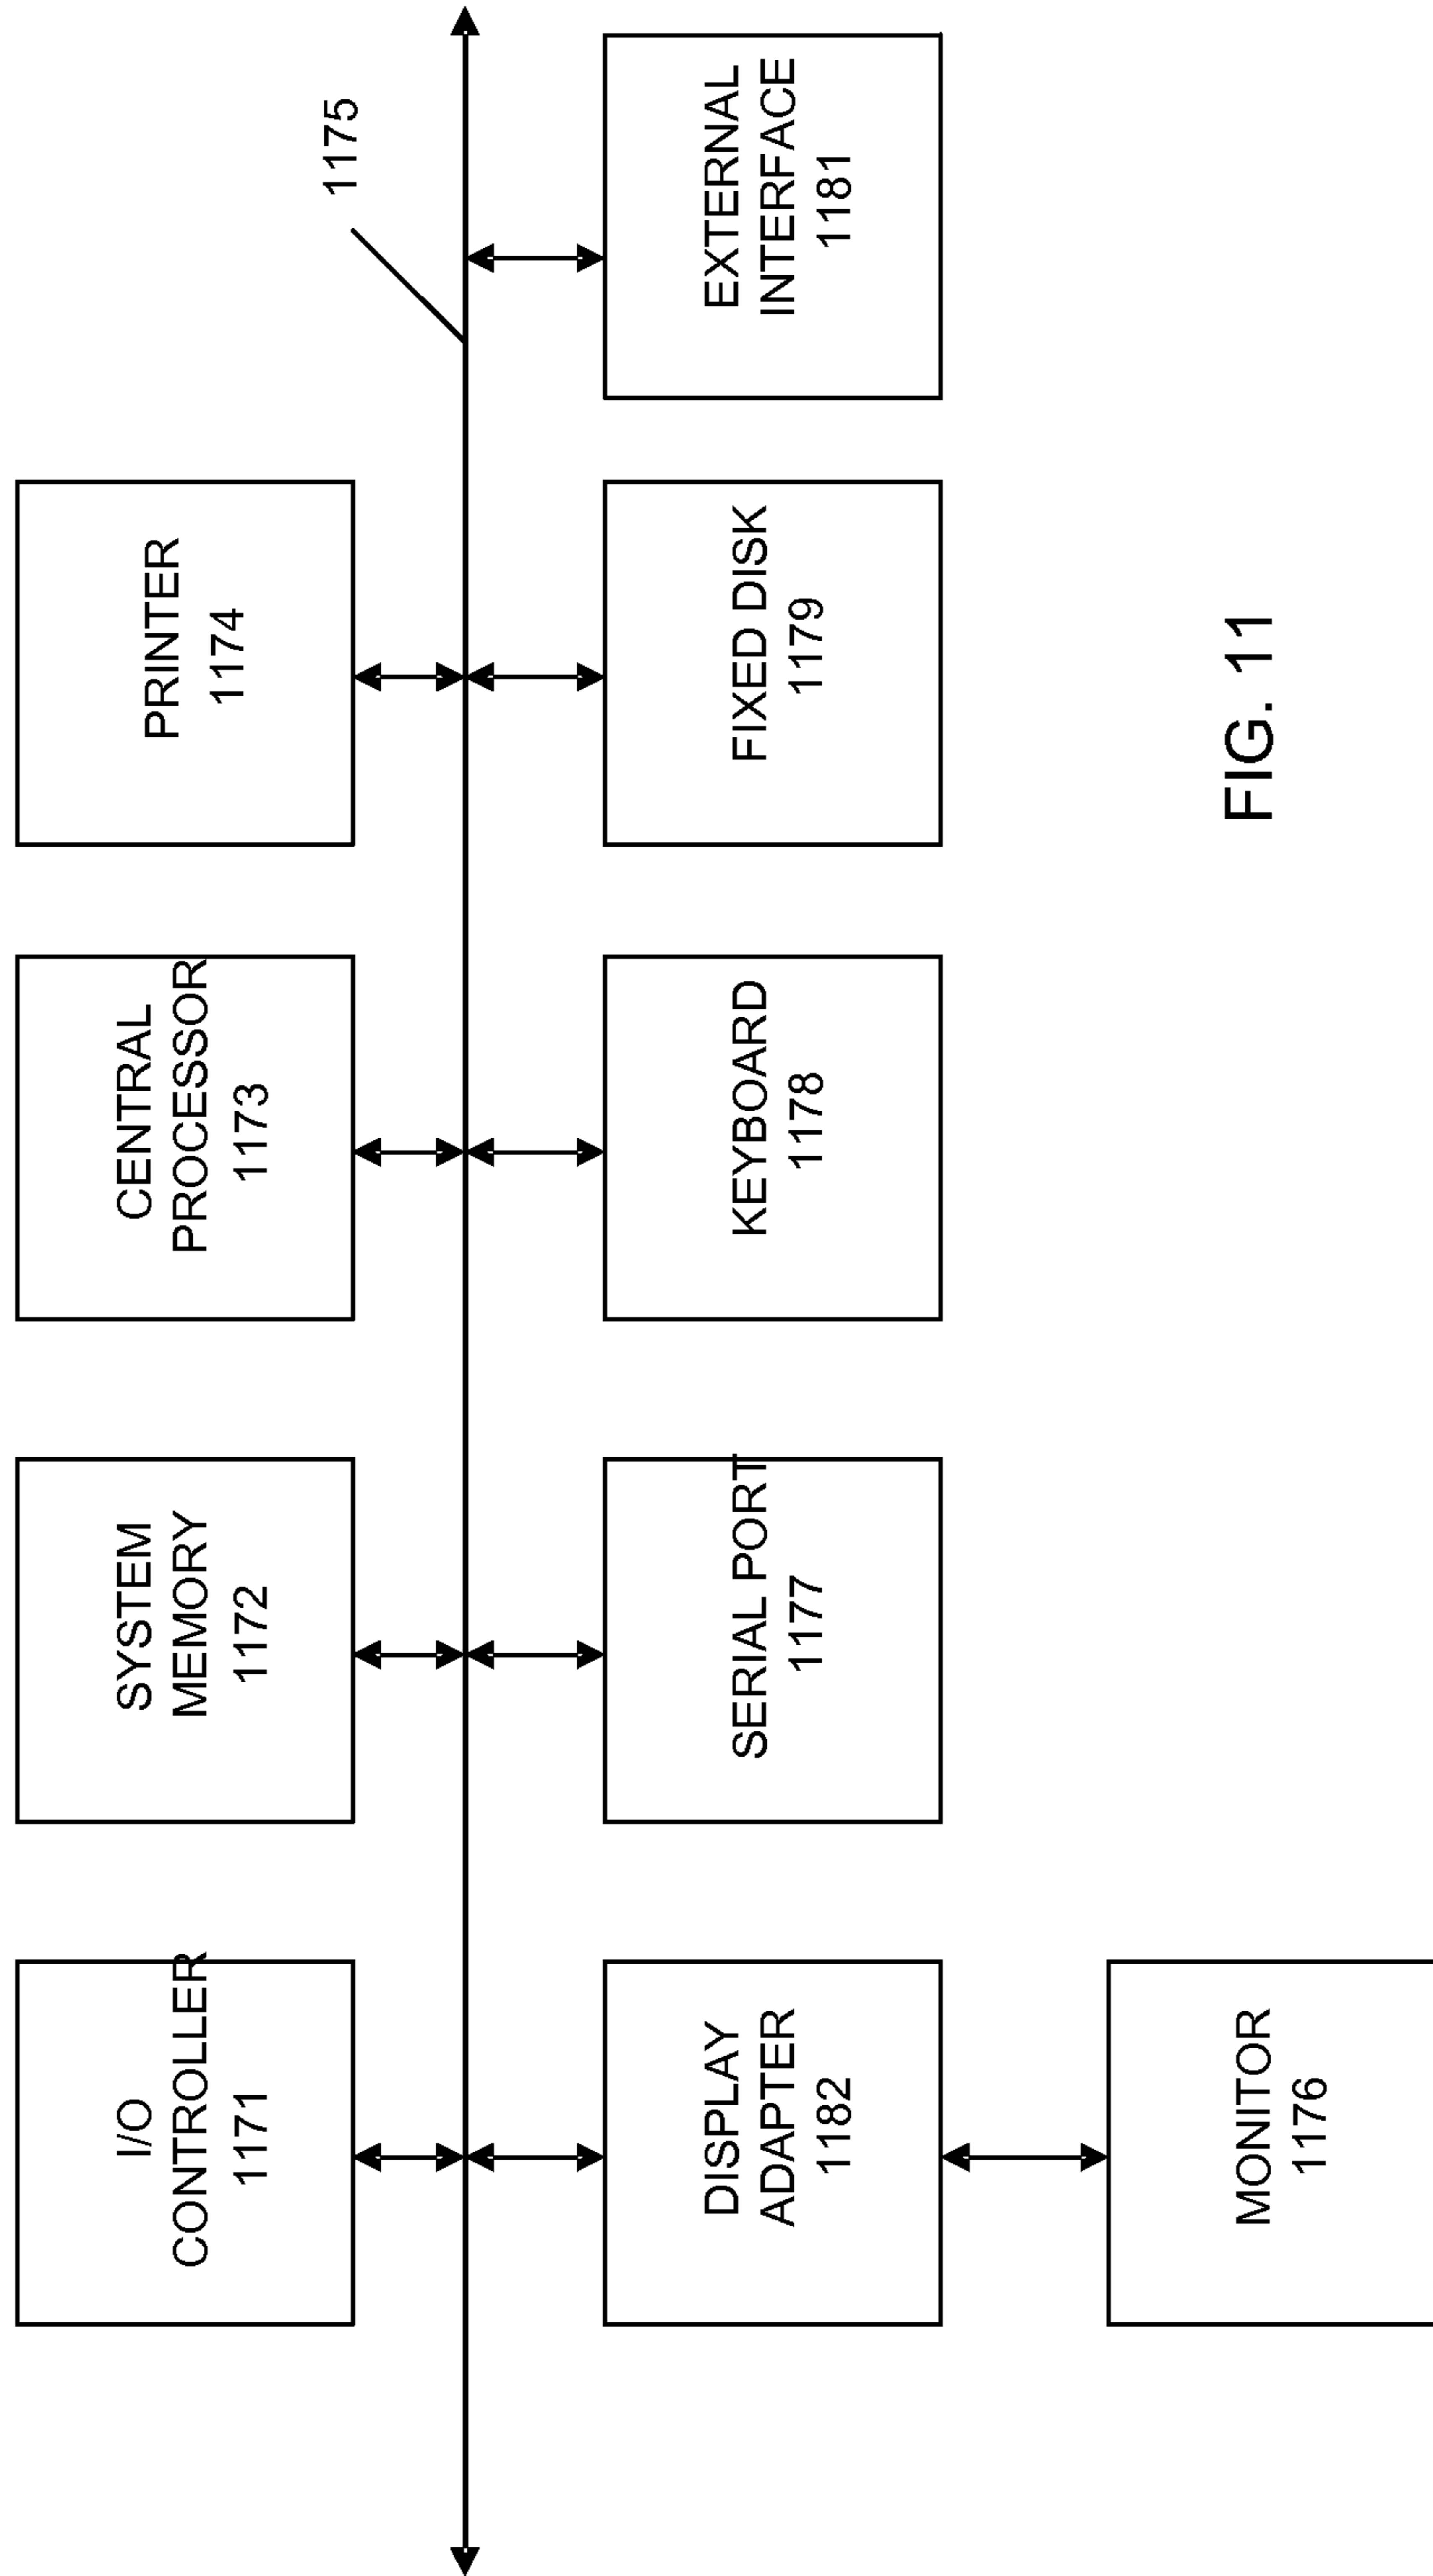 I/O
CONTROLLER
1171
SYSTEM
MEMORY
1172
CENTRAL
PROCESSOR
1173
PRINTER
1174
1175
DISPLAY
ADAPTER
1182
SERIAL PORT
1177
KEYBOARD
1178
FIXED DISK
1179
EXTERNAL
INTERFACE
1181
MONITOR
1176
FIG. 11